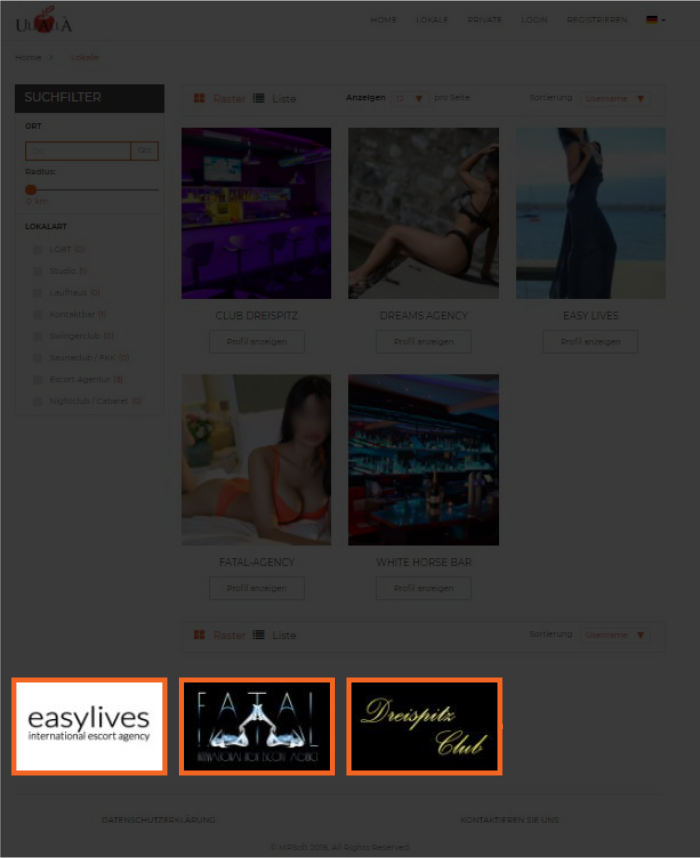 ULALÀ
HOME LOKALE PRIVATE LOGIN REGISTRIEREN
Home > Lokale
SUCHFILTER
Raster Liste Anzeigen 12 pro Seite Sortierung Username
ORT
Go
Radius:
0 km
LOKALART
LGBT (0)
Studio (1)
Laufhaus (0)
Kontaktbar (1)
Swingerclub (0)
Saunaclub / FKK (0)
Escort Agentur (3)
Nightclub / Cabaret (0)
CLUB DREISPITZ DREAMS AGENCY EASY LIVES
Profil anzeigen Profil anzeigen Profil anzeigen
FATAL-AGENCY WHITE HORSE BAR
Profil anzeigen Profil anzeigen
Raster Liste Sortierung Username
easylives
international escort agency
FATAL
INTERNATIONAL HIGH ESCORT AGENCY
Dreispitz
Club
DATENSCHUTZERKLÄRUNG KONTAKTIEREN SIE UNS
All Rights Reserved